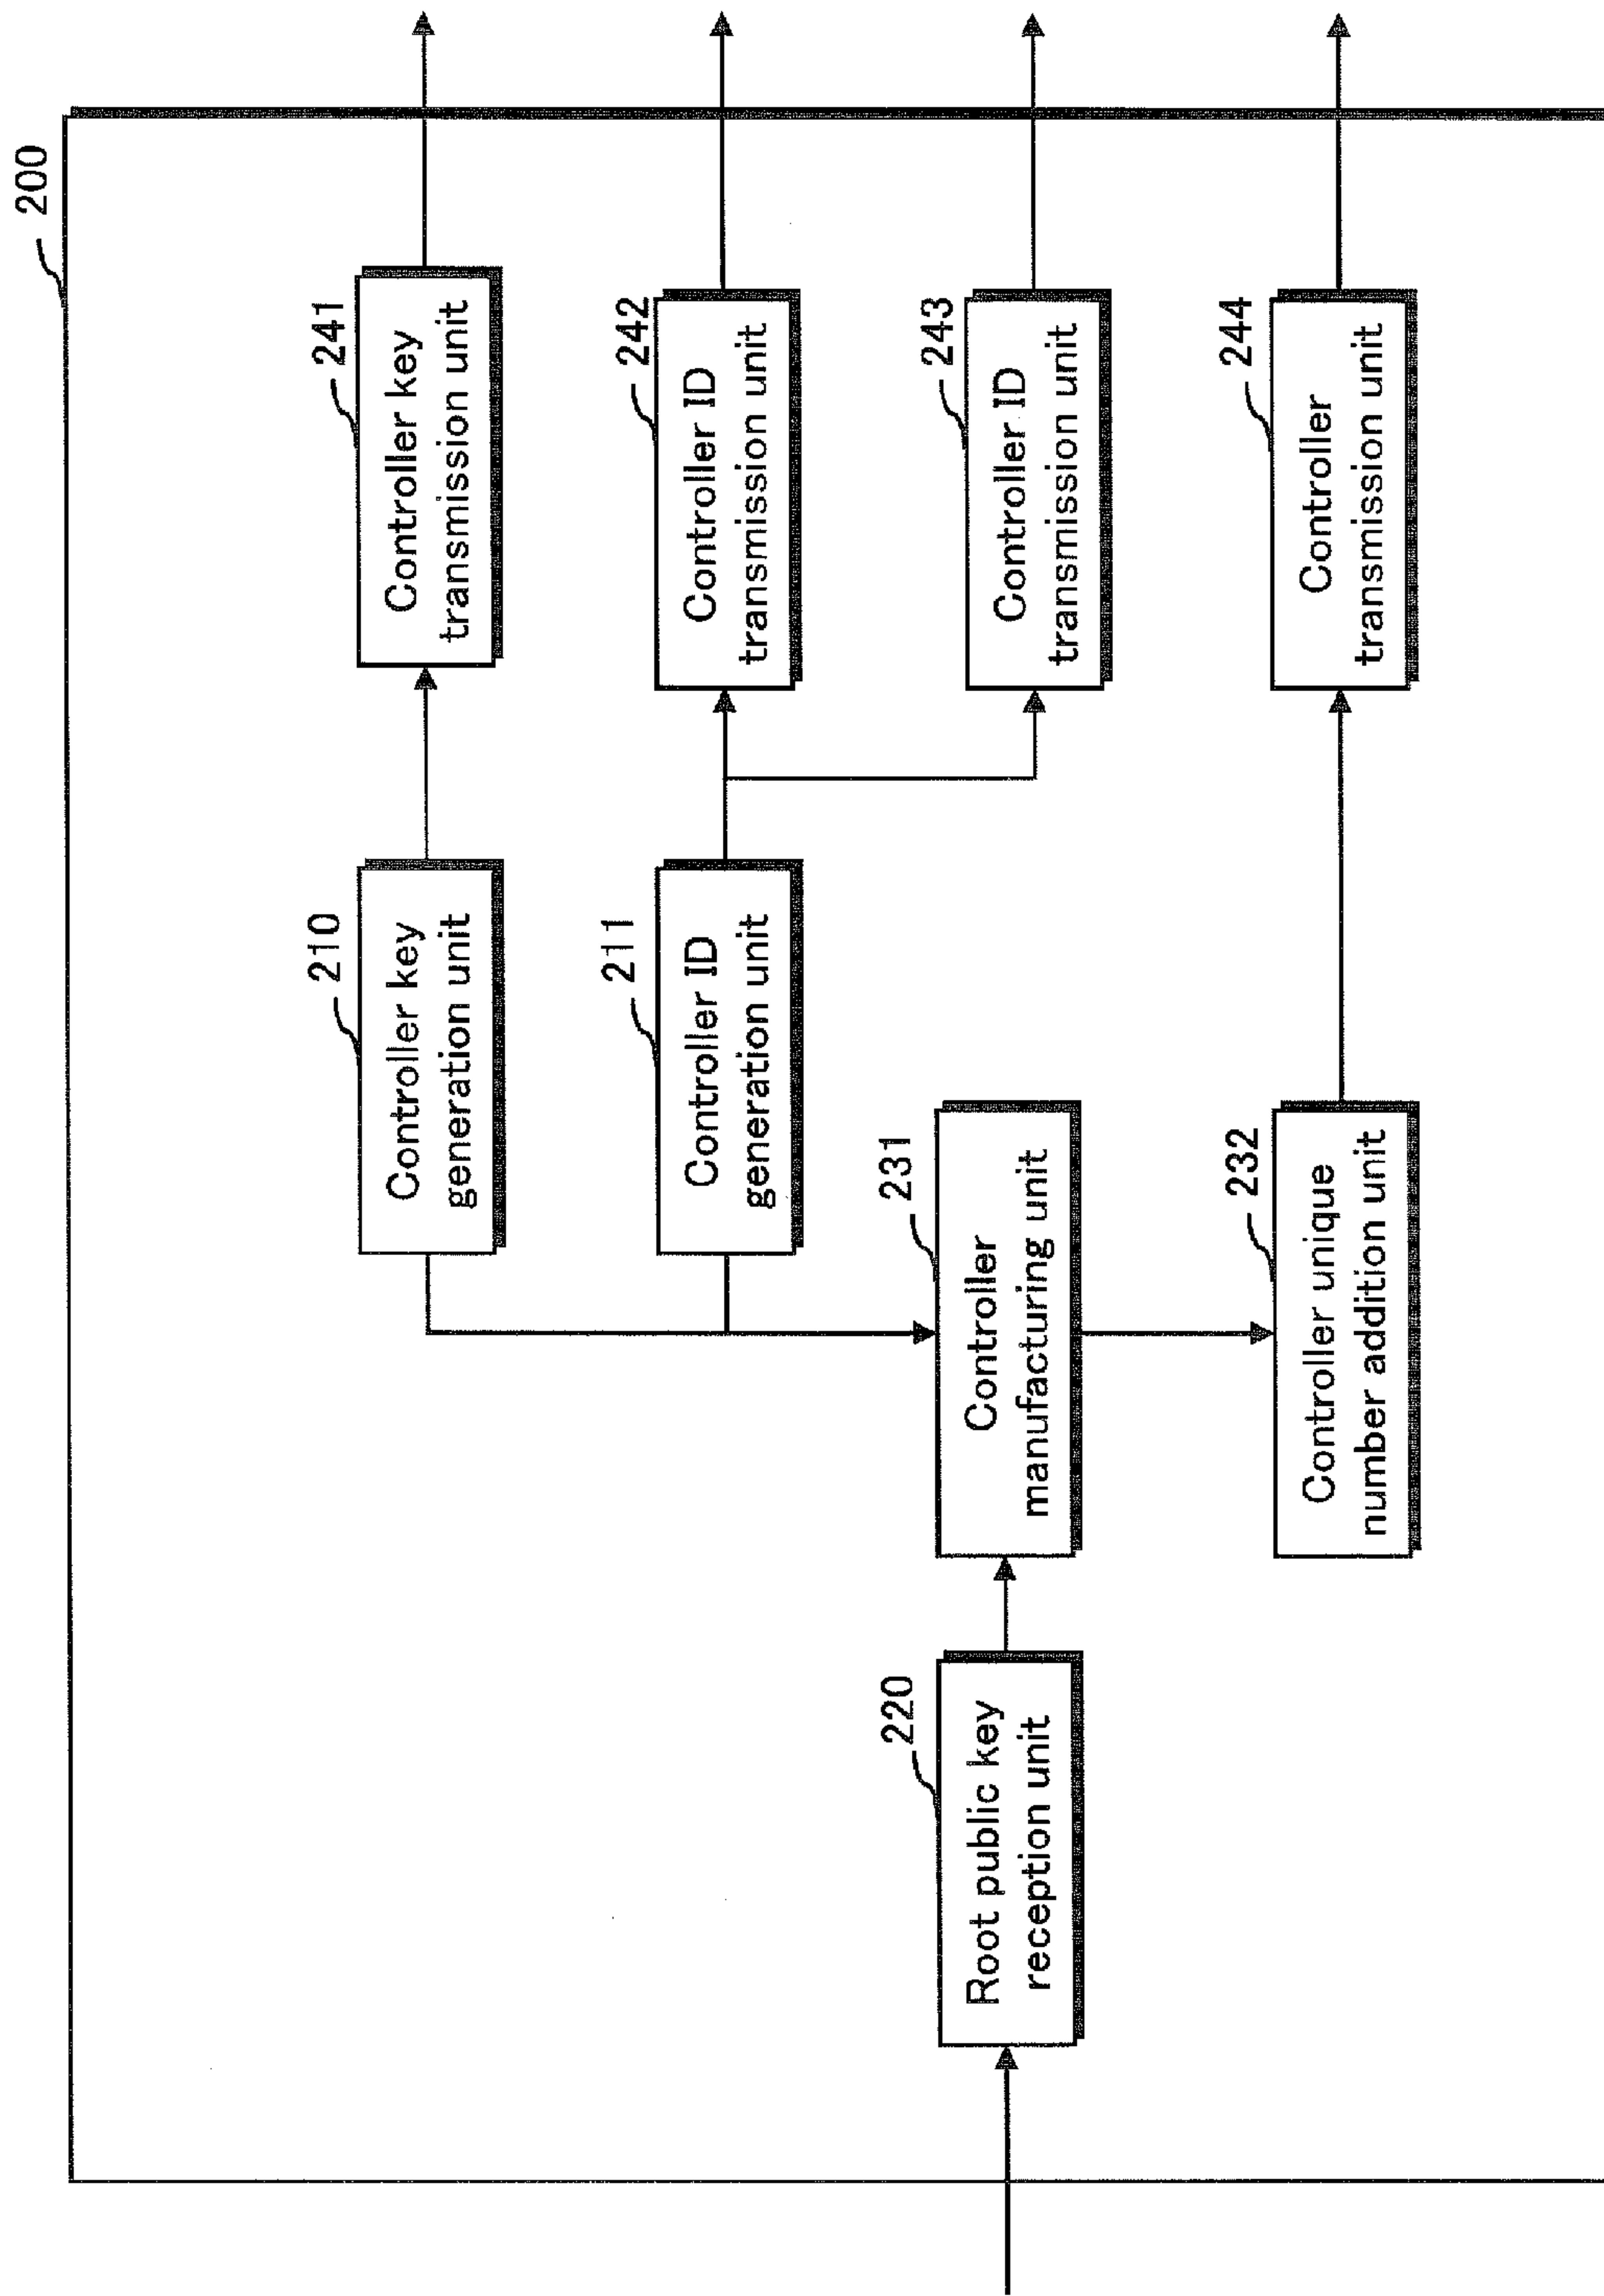 200
210
Controller key
generation unit
241
Controller key
transmission unit
211
Controller ID
generation unit
242
Controller ID
transmission unit
220
Root public key
reception unit
231
Controller
manufacturing unit
243
Controller ID
transmission unit
232
Controller unique
number addition unit
244
Controller
transmission unit